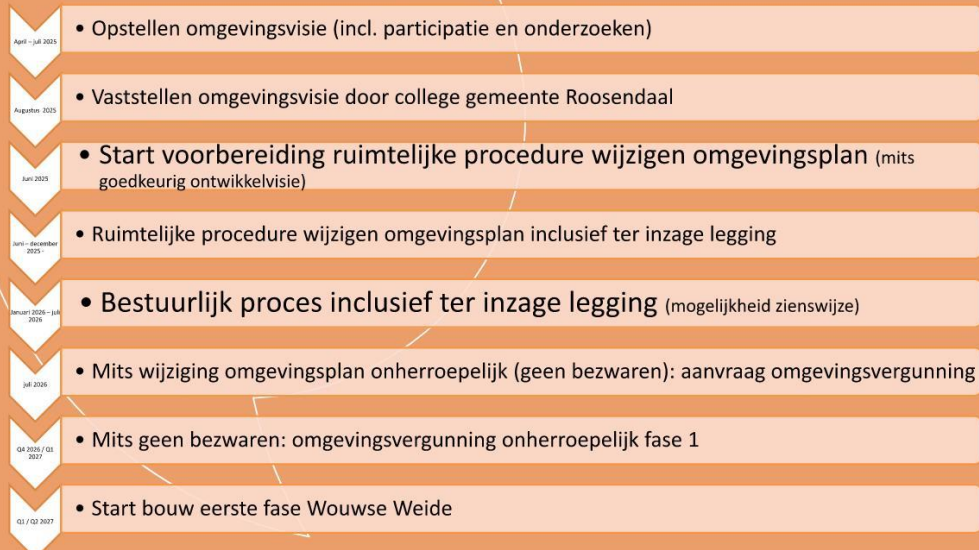 April – juli 2025
• Opstellen omgevingsvisie (incl. participatie en onderzoeken)
Augustus 2025
• Vaststellen omgevingsvisie door college gemeente Roosendaal
Juni 2025
• Start voorbereiding ruimtelijke procedure wijzigen omgevingsplan (mits
goedkeurig ontwikkelvisie)
Juni – december
2025 -
• Ruimtelijke procedure wijzigen omgevingsplan inclusief ter inzage legging
Januari 2026 – juli
2026
• Bestuurlijk proces inclusief ter inzage legging (mogelijkheid zienswijze)
juli 2026
• Mits wijziging omgevingsplan onherroepelijk (geen bezwaren): aanvraag omgevingsvergunning
Q4 2026 / Q1
2027
• Mits geen bezwaren: omgevingsvergunning onherroepelijk fase 1
Q1 / Q2 2027
• Start bouw eerste fase Wouwse Weide